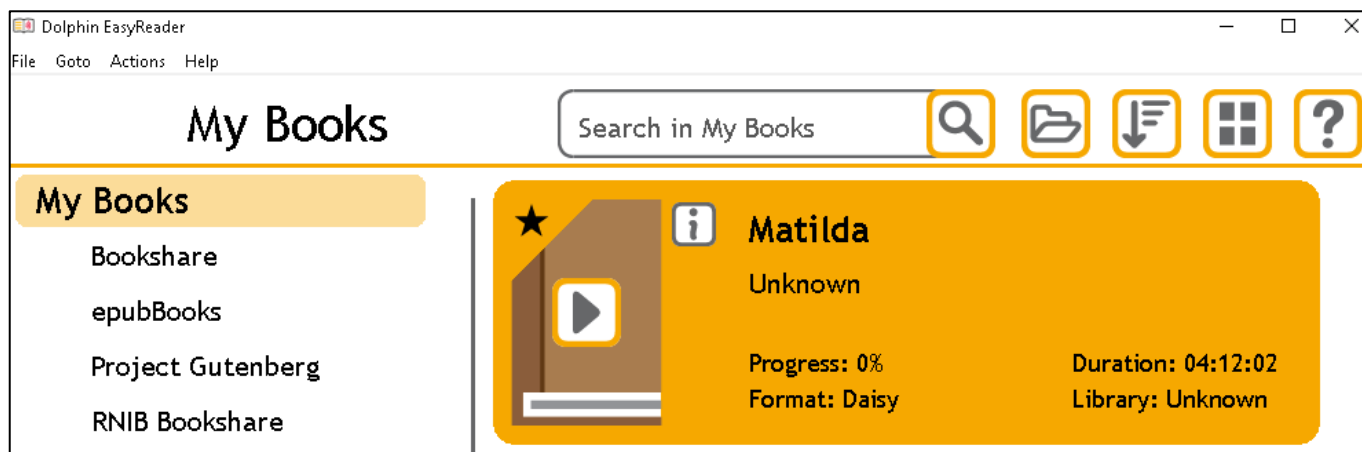 Dolphin EasyReader
File Goto Actions Help
My Books
Search in My Books
?
My Books
Bookshare
epubBooks
Project Gutenberg
RNIB Bookshare
i
Matilda
Unknown
Progress: 0% Duration: 04:12:02
Format: Daisy Library: Unknown